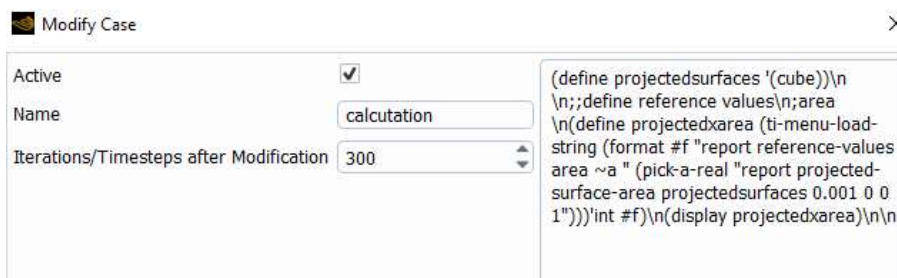 Modify Case
Active
Name
calcutation
Iterations/Timesteps after Modification
300
(define projectedsurfaces '(cube))\n
\n;;define reference values\n;area
\n(define projectedxarea (ti-menu-load-
string (format #f "report reference-values
area ~a " (pick-a-real "report projected-
surface-area projectedsurfaces 0.001 0 0
1")))'int #f)\n(display projectedxarea)\n\n